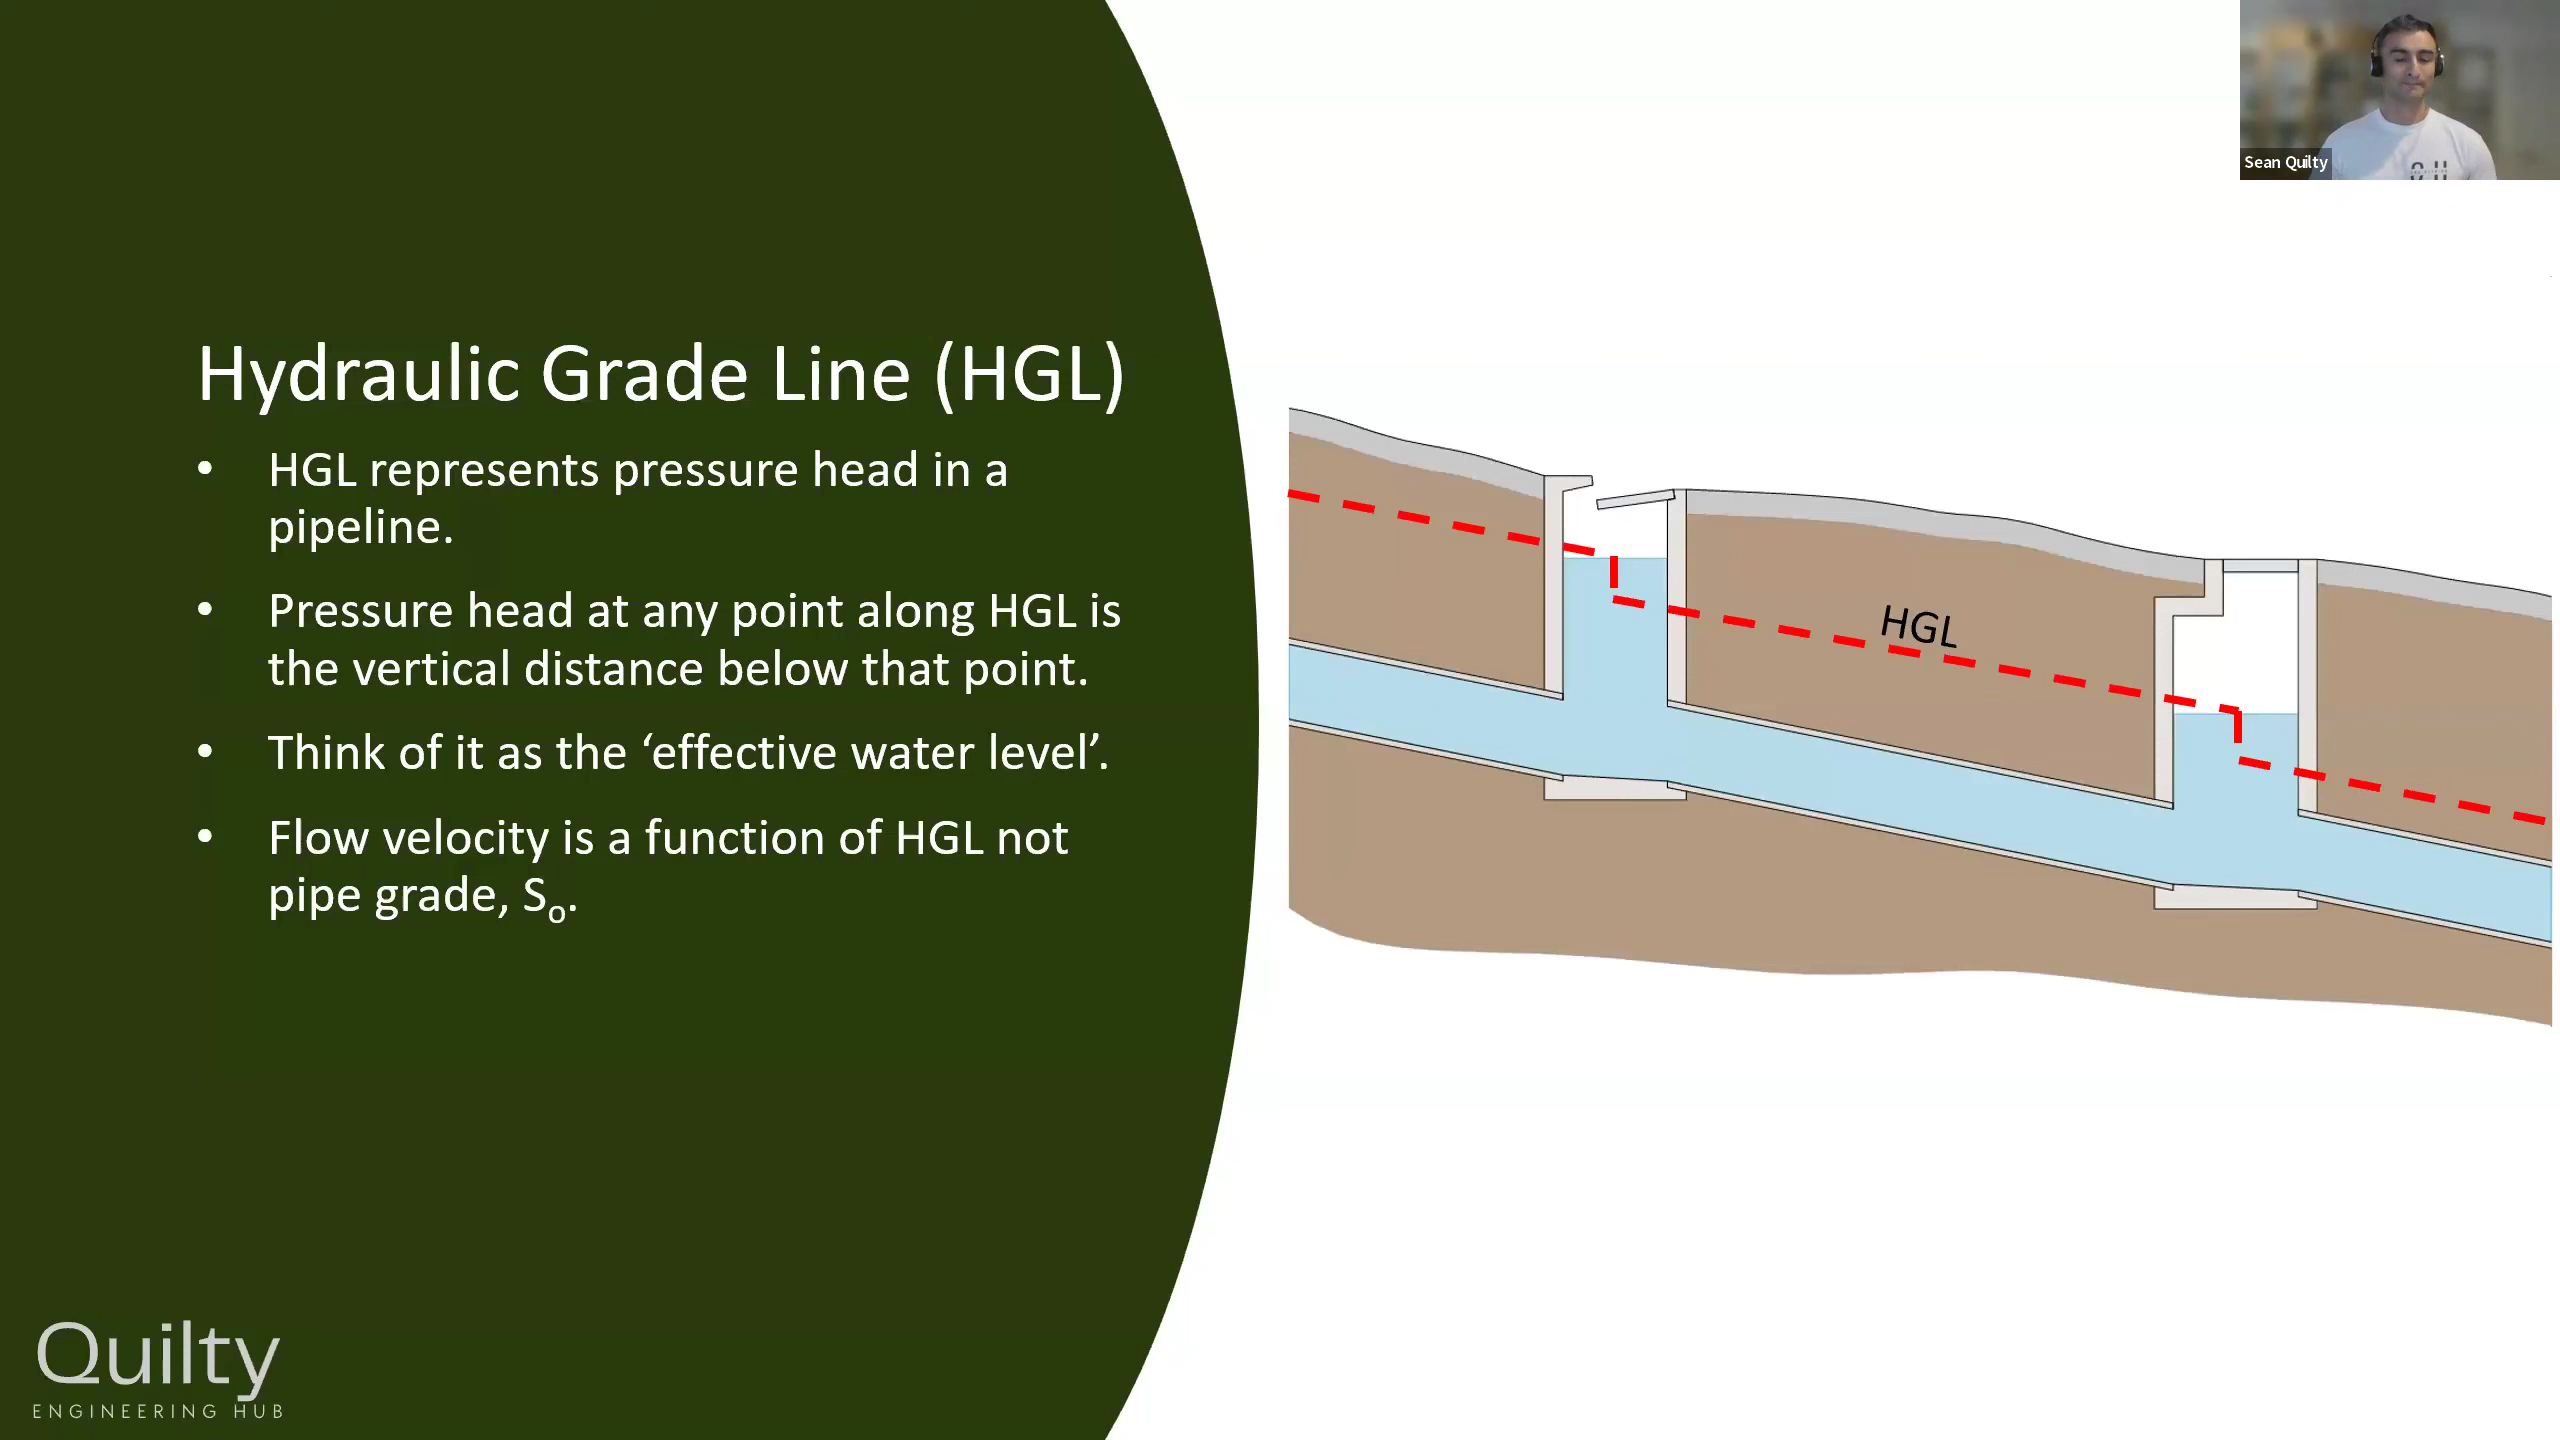 Sean Quilty
Hydraulic Grade Line (HGL)
• HGL represents pressure head in a
pipeline.
• Pressure head at any point along HGL is
the vertical distance below that point.
• Think of it as the ‘effective water level’.
• Flow velocity is a function of HGL not
pipe grade, So.
HGL
Quilty
ENGINEERING HUB